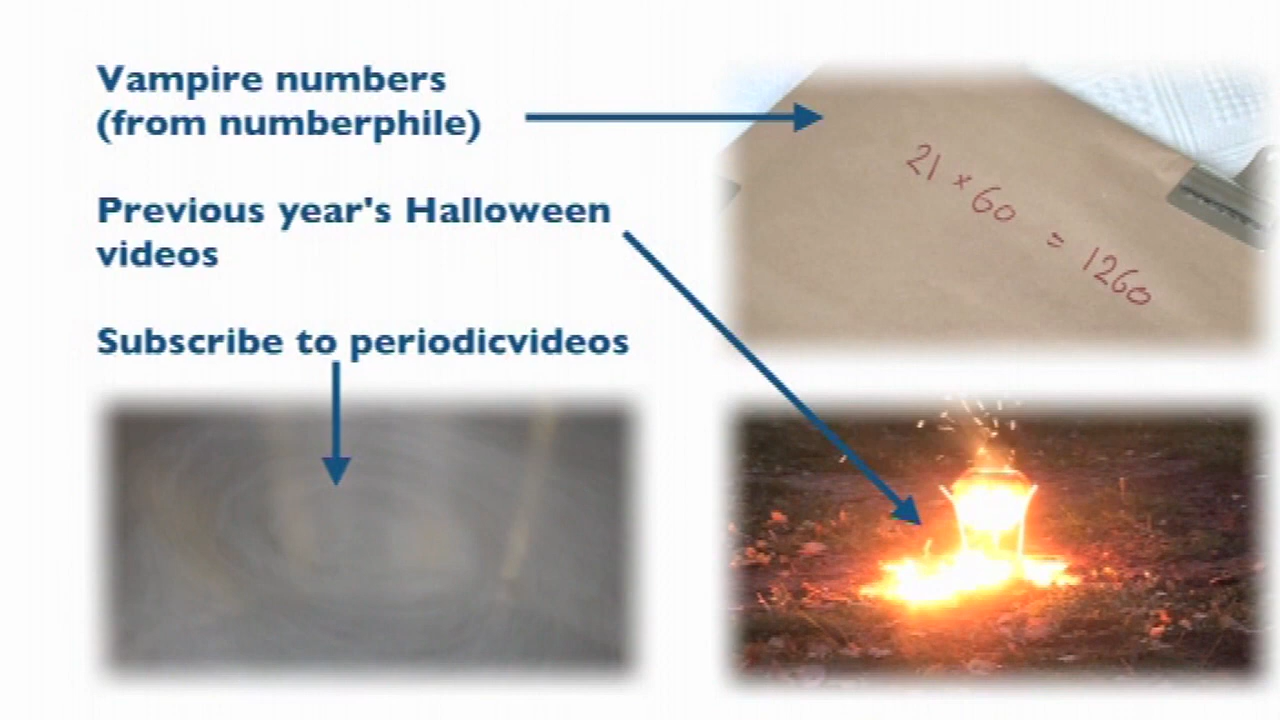 Vampire numbers
(from numberphile)
Previous year's Halloween
videos
Subscribe to periodicvideos
21 × 60 = 1260